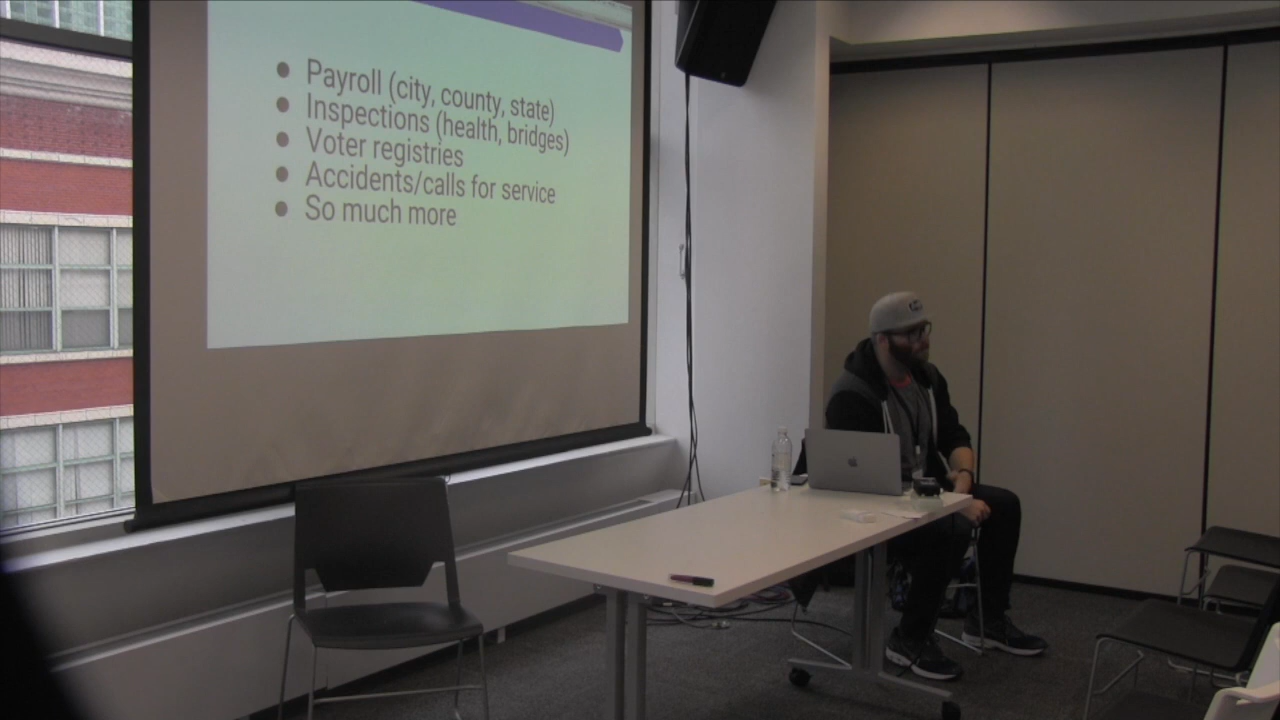 ● Payroll (city, county, state)
● Inspections (health, bridges)
● Voter registries
● Accidents/calls for service
● So much more